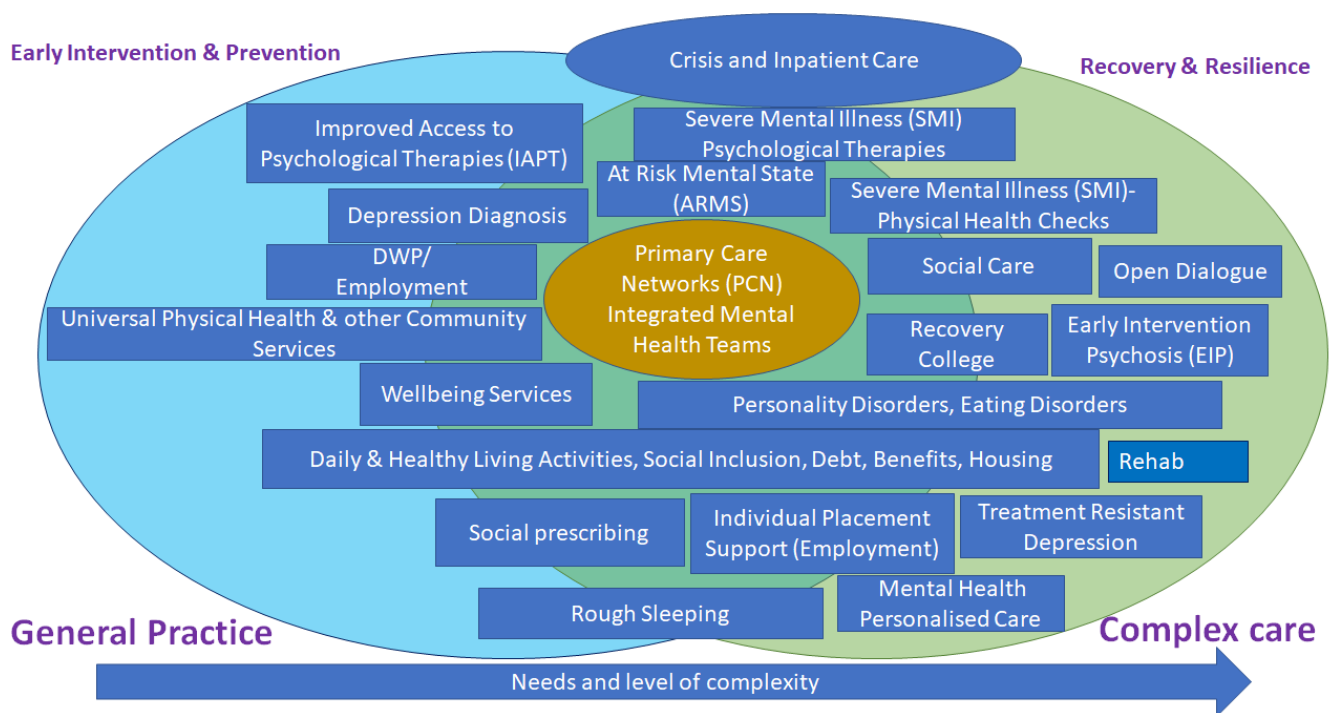 Early Intervention & Prevention
Crisis and Inpatient Care
Recovery & Resilience
Improved Access to
Psychological Therapies (IAPT)
Severe Mental Illness (SMI)
Psychological Therapies
At Risk Mental State
(ARMS)
Severe Mental Illness (SMI)-
Physical Health Checks
Depression Diagnosis
DWP/
Employment
Primary Care
Networks (PCN)
Integrated Mental
Health Teams
Social Care
Open Dialogue
Universal Physical Health & other Community
Services
Recovery
College
Early Intervention
Psychosis (EIP)
Wellbeing Services
Personality Disorders, Eating Disorders
Daily & Healthy Living Activities, Social Inclusion, Debt, Benefits, Housing
Rehab
Social prescribing
Individual Placement
Support (Employment)
Treatment Resistant
Depression
Rough Sleeping
Mental Health
Personalised Care
General Practice
Complex care
Needs and level of complexity